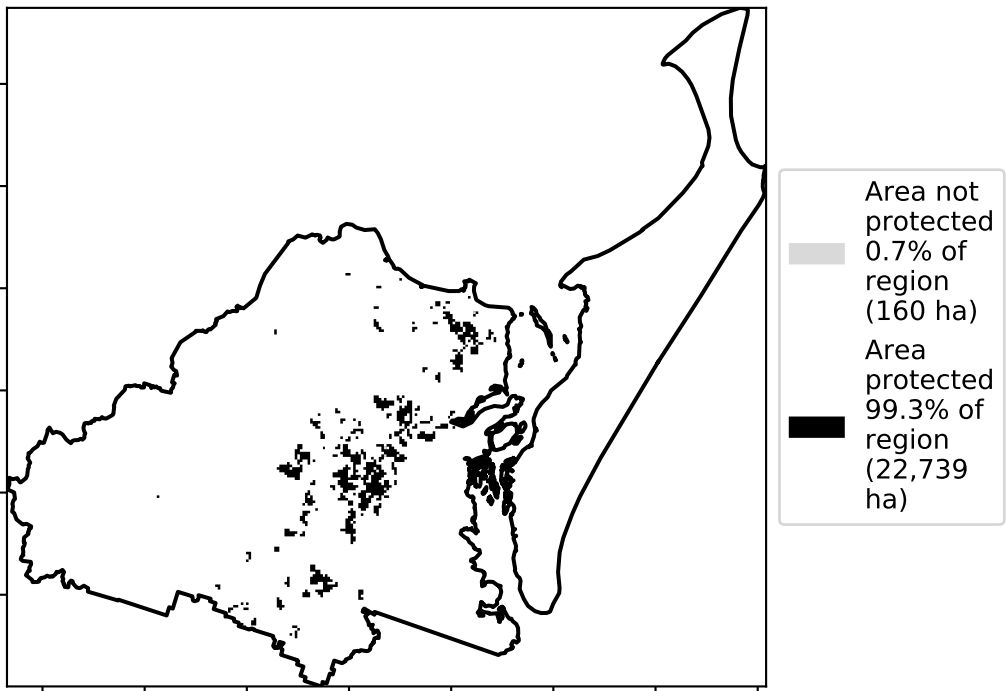 Area not
protected
0.7% of
region
(160 ha)
Area
protected
99.3% of
region
(22,739
ha)